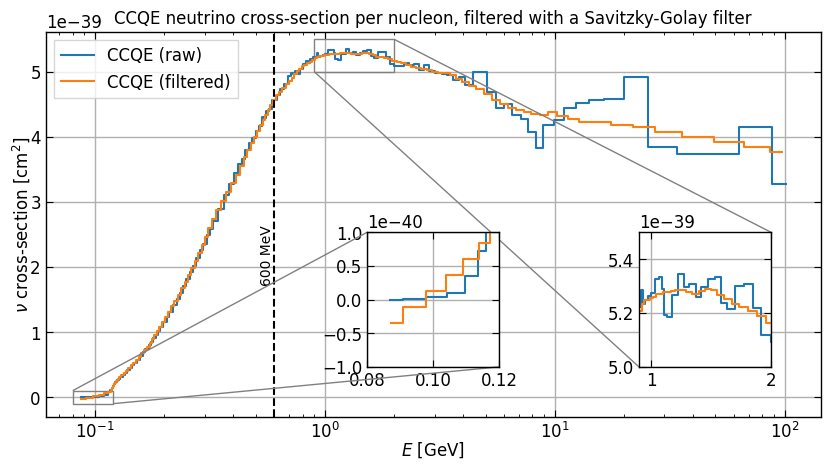 CCQE neutrino cross-section per nucleon, filtered with a Savitzky-Golay filter
1e−39
CCQE (raw)
CCQE (filtered)
5
4
3
2
1
0
ν cross-section [cm²]
600 MeV
1e−40
1.0
0.5
0.0
−0.5
−1.0
0.08 0.10 0.12
1e−39
5.4
5.2
5.0
1 2
10⁻¹ 10⁰ 10¹ 10²
E [GeV]